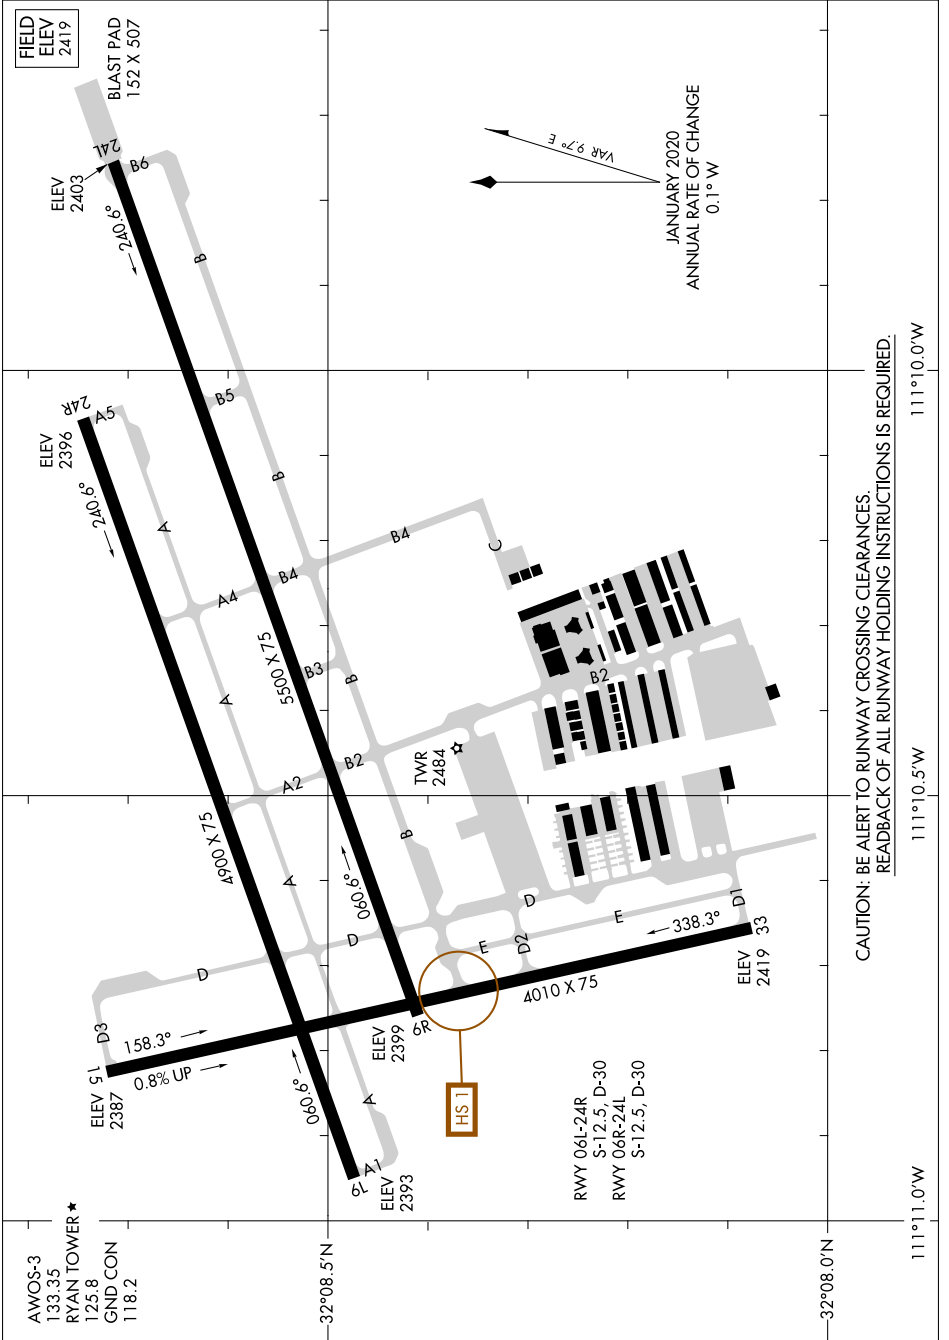 FIELD
ELEV
2419
BLAST PAD
152 X 507
24L
ELEV
2403
B6
240.6°
B
VAR 9.7° E
JANUARY 2020
ANNUAL RATE OF CHANGE
0.1° W
24R
A5
ELEV
2396
240.6°
A
B5
B
B4
B4
A4
C
5500 X 75
B3
B
A
B2
B2
A2
TWR
2484
4900 X 75
A
B
060.6°
D
D
D
E
E
D1
D2
338.3°
33
ELEV
2419
4010 X 75
D3
158.3°
0.8% UP
15
ELEV
2387
ELEV
2399
6R
060.6°
A
A1
6L
ELEV
2393
HS 1
RWY 06L-24R
S-12.5, D-30
RWY 06R-24L
S-12.5, D-30
AWOS-3
133.35
RYAN TOWER ★
125.8
GND CON
118.2
32°08.5'N
32°08.0'N
111°10.0'W
111°10.5'W
111°11.0'W
CAUTION: BE ALERT TO RUNWAY CROSSING CLEARANCES.
READBACK OF ALL RUNWAY HOLDING INSTRUCTIONS IS REQUIRED.